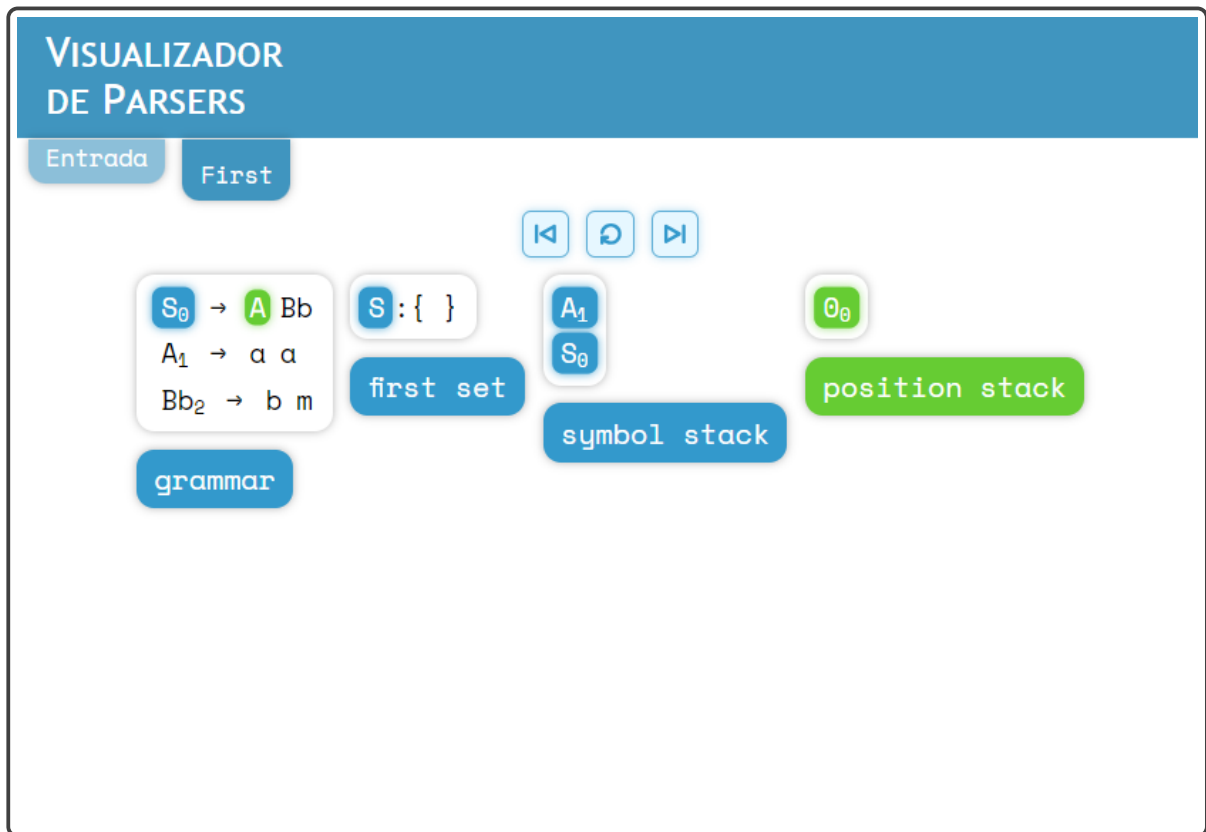 VISUALIZADOR
DE PARSERS
Entrada
First
S₀ → A Bb
A₁ → a a
Bb₂ → b m
grammar
S:{ }
first set
A₁
S₀
symbol stack
0₀
position stack